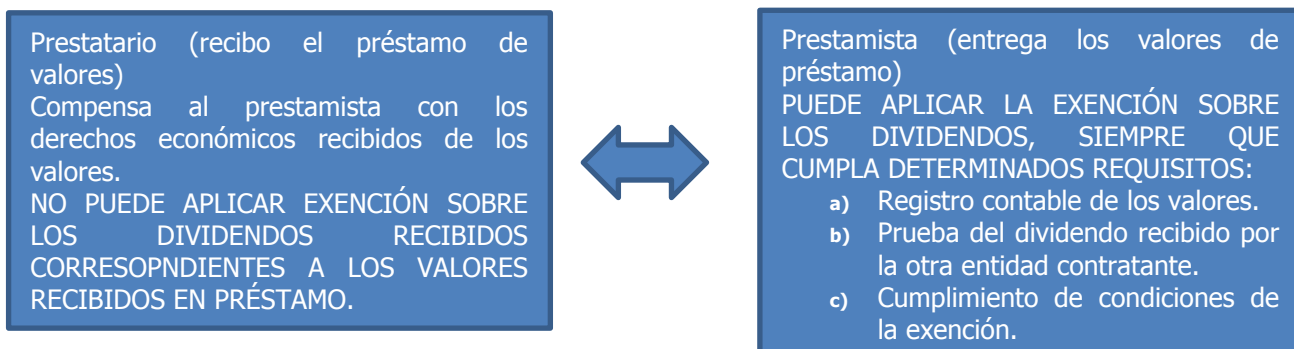 Prestatario (recibo el préstamo de
valores)
Compensa al prestamista con los
derechos económicos recibidos de los
valores.
NO PUEDE APLICAR EXENCIÓN SOBRE
LOS DIVIDENDOS RECIBIDOS
CORRESOPNDIENTES A LOS VALORES
RECIBIDOS EN PRÉSTAMO.
Prestamista (entrega los valores de
préstamo)
PUEDE APLICAR LA EXENCIÓN SOBRE
LOS DIVIDENDOS, SIEMPRE QUE
CUMPLA DETERMINADOS REQUISITOS:
a) Registro contable de los valores.
b) Prueba del dividendo recibido por
la otra entidad contratante.
c) Cumplimiento de condiciones de
la exención.